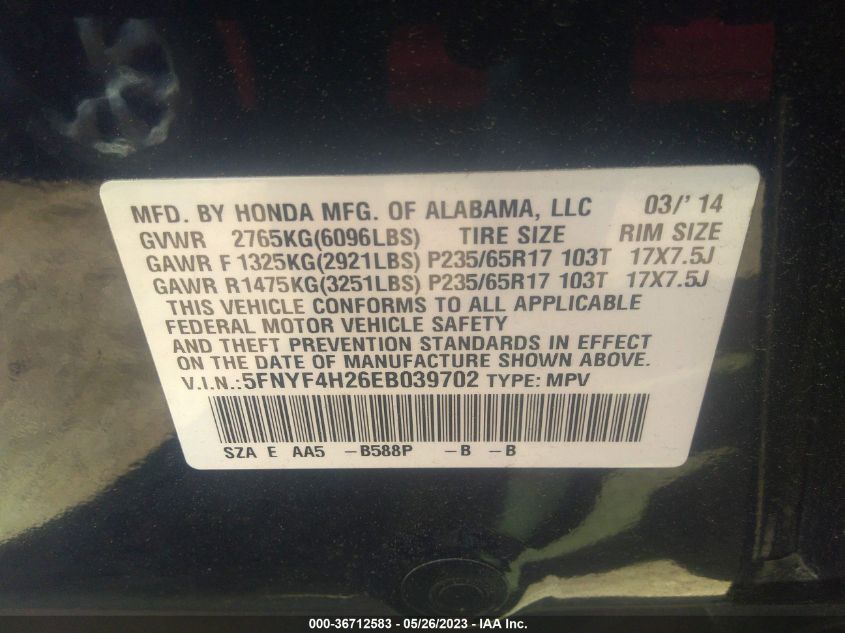 MFD. BY HONDA MFG. OF ALABAMA, LLC 03/' 14
GVWR 2765KG(6096LBS) TIRE SIZE RIM SIZE
GAWR F 1325KG(2921LBS) P235/65R17 103T 17X7.5J
GAWR R1475KG(3251LBS) P235/65R17 103T 17X7.5J
THIS VEHICLE CONFORMS TO ALL APPLICABLE
FEDERAL MOTOR VEHICLE SAFETY
AND THEFT PREVENTION STANDARDS IN EFFECT
ON THE DATE OF MANUFACTURE SHOWN ABOVE.
V.I.N.:5FNYF4H26EB039702 TYPE: MPV
SZA E AA5 -B588P -B -B
000-36712583 - 05/26/2023 - IAA Inc.